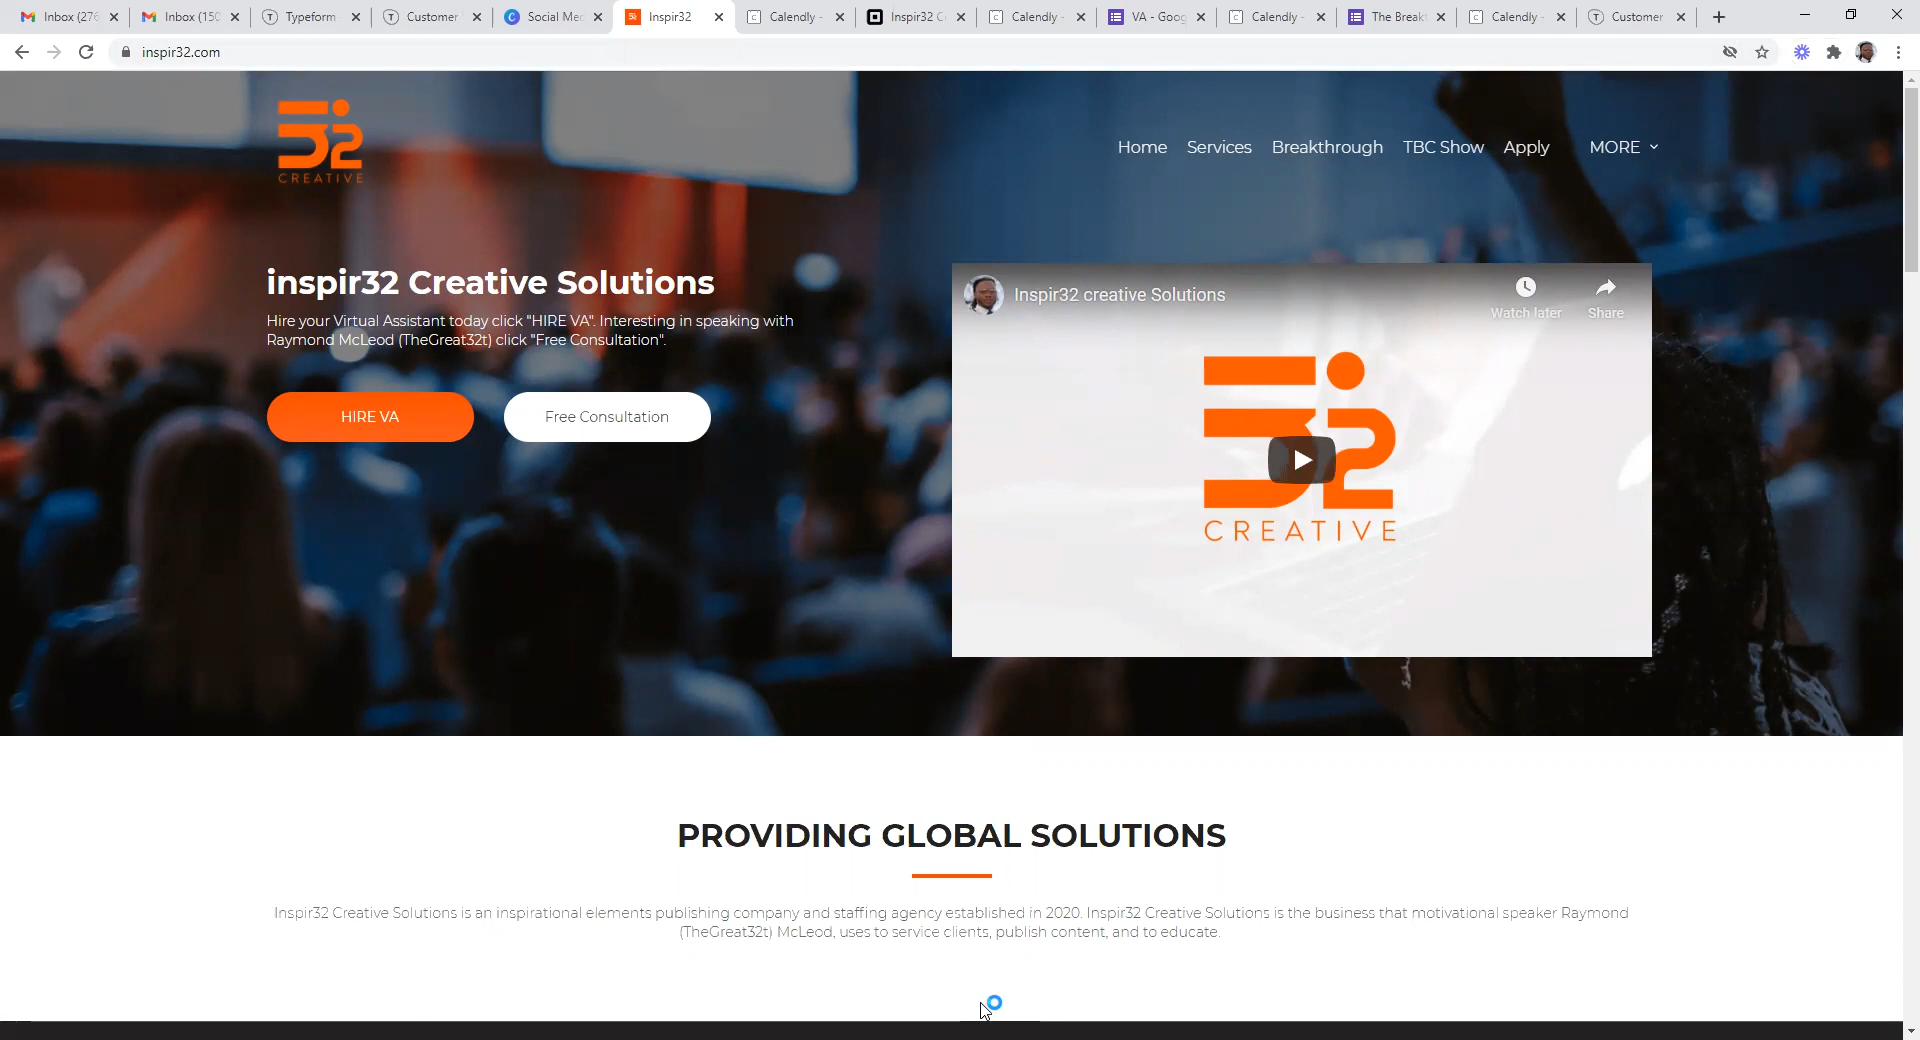 Inbox (276
Inbox (150
Typeform
Customer
Social Med
Inspir32
Calendly -
Inspir32 C
Calendly -
VA - Goog
Calendly -
The Break
Calendly -
Customer
inspir32.com
CREATIVE
Home
Services
Breakthrough
TBC Show
Apply
MORE
inspir32 Creative Solutions
Hire your Virtual Assistant today click "HIRE VA". Interesting in speaking with
Raymond McLeod (TheGreat32t) click "Free Consultation".
HIRE VA
Free Consultation
Inspir32 creative Solutions
Watch later
Share
32
CREATIVE
PROVIDING GLOBAL SOLUTIONS
Inspir32 Creative Solutions is an inspirational elements publishing company and staffing agency established in 2020. Inspir32 Creative Solutions is the business that motivational speaker Raymond
(TheGreat32t) McLeod, uses to service clients, publish content, and to educate.